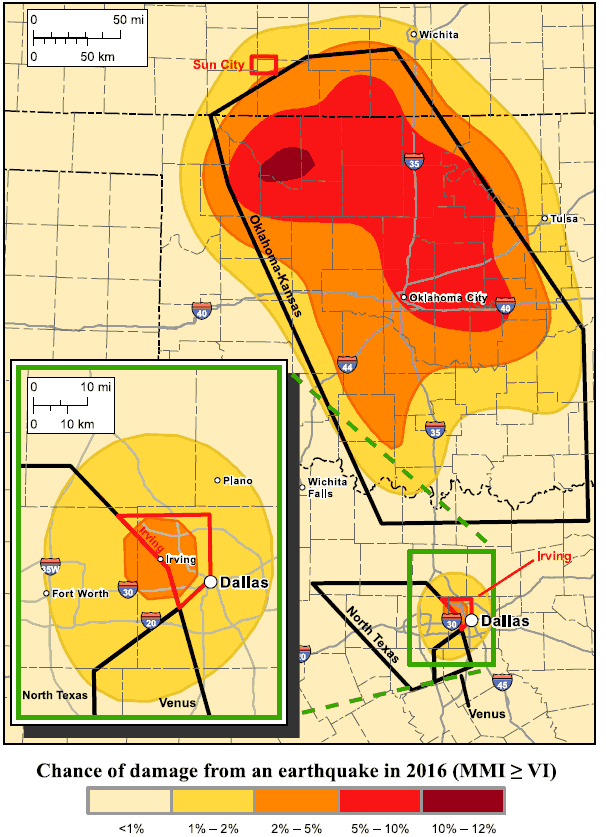 0 50 mi
0 50 km
Wichita
Sun City
35
Tulsa
Oklahoma-Kansas
Oklahoma City
40
40
44
35
0 10 mi
0 10 km
Plano
Wichita
Falls
Irving
Irving
35W
Fort Worth
30
Dallas
20
North Texas
Venus
Irving
30
Dallas
North Texas
20
45
Venus
Chance of damage from an earthquake in 2016 (MMI ≥ VI)
<1% 1% – 2% 2% – 5% 5% – 10% 10% – 12%